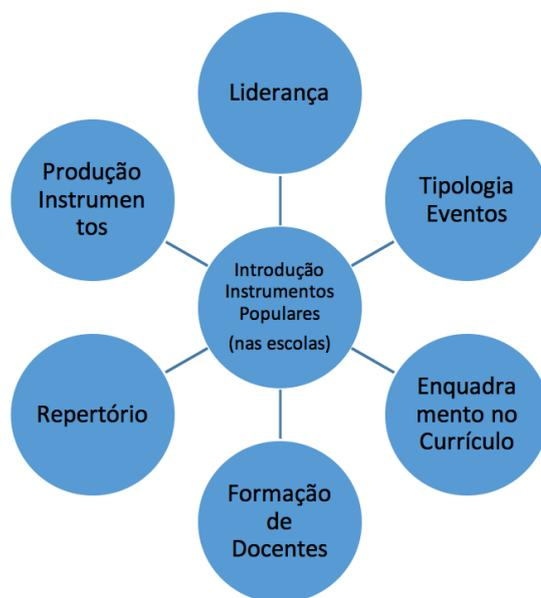 Liderança
Produção
Instrumen
tos
Tipologia
Eventos
Introdução
Instrumentos
Populares
(nas escolas)
Repertório
Enquadra
mento no
Currículo
Formação
de
Docentes